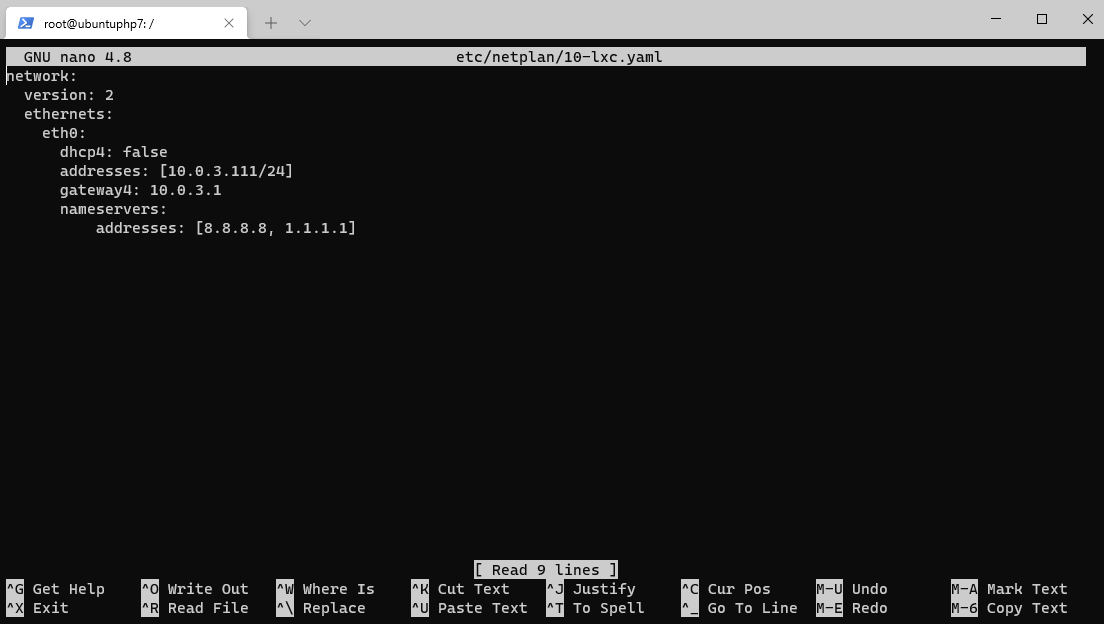 root@ubuntuphp7: /
GNU nano 4.8 etc/netplan/10-lxc.yaml
network:
  version: 2
  ethernets:
    eth0:
      dhcp4: false
      addresses: [10.0.3.111/24]
      gateway4: 10.0.3.1
      nameservers:
          addresses: [8.8.8.8, 1.1.1.1]
[ Read 9 lines ]
^G Get Help ^O Write Out ^W Where Is ^K Cut Text ^J Justify ^C Cur Pos M-U Undo M-A Mark Text
^X Exit ^R Read File ^\ Replace ^U Paste Text ^T To Spell ^_ Go To Line M-E Redo M-6 Copy Text